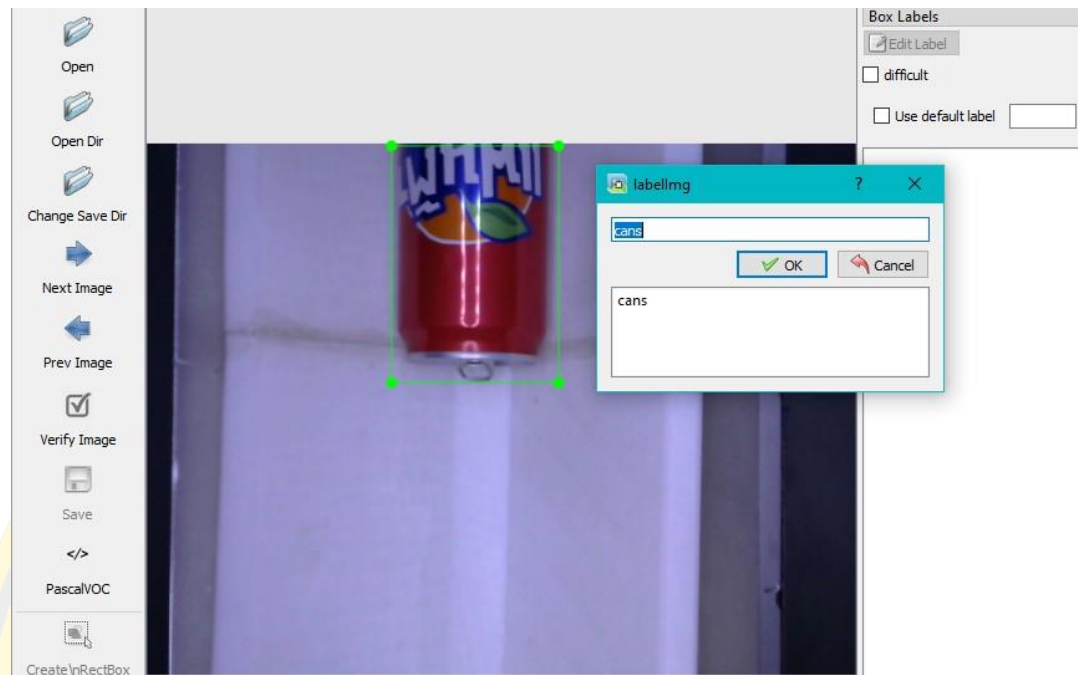 Open
Open Dir
Change Save Dir
Next Image
Prev Image
Verify Image
Save
</>
PascalVOC
Create\nRectBox
labelImg
?
cans
OK
Cancel
cans
Box Labels
Edit Label
difficult
Use default label